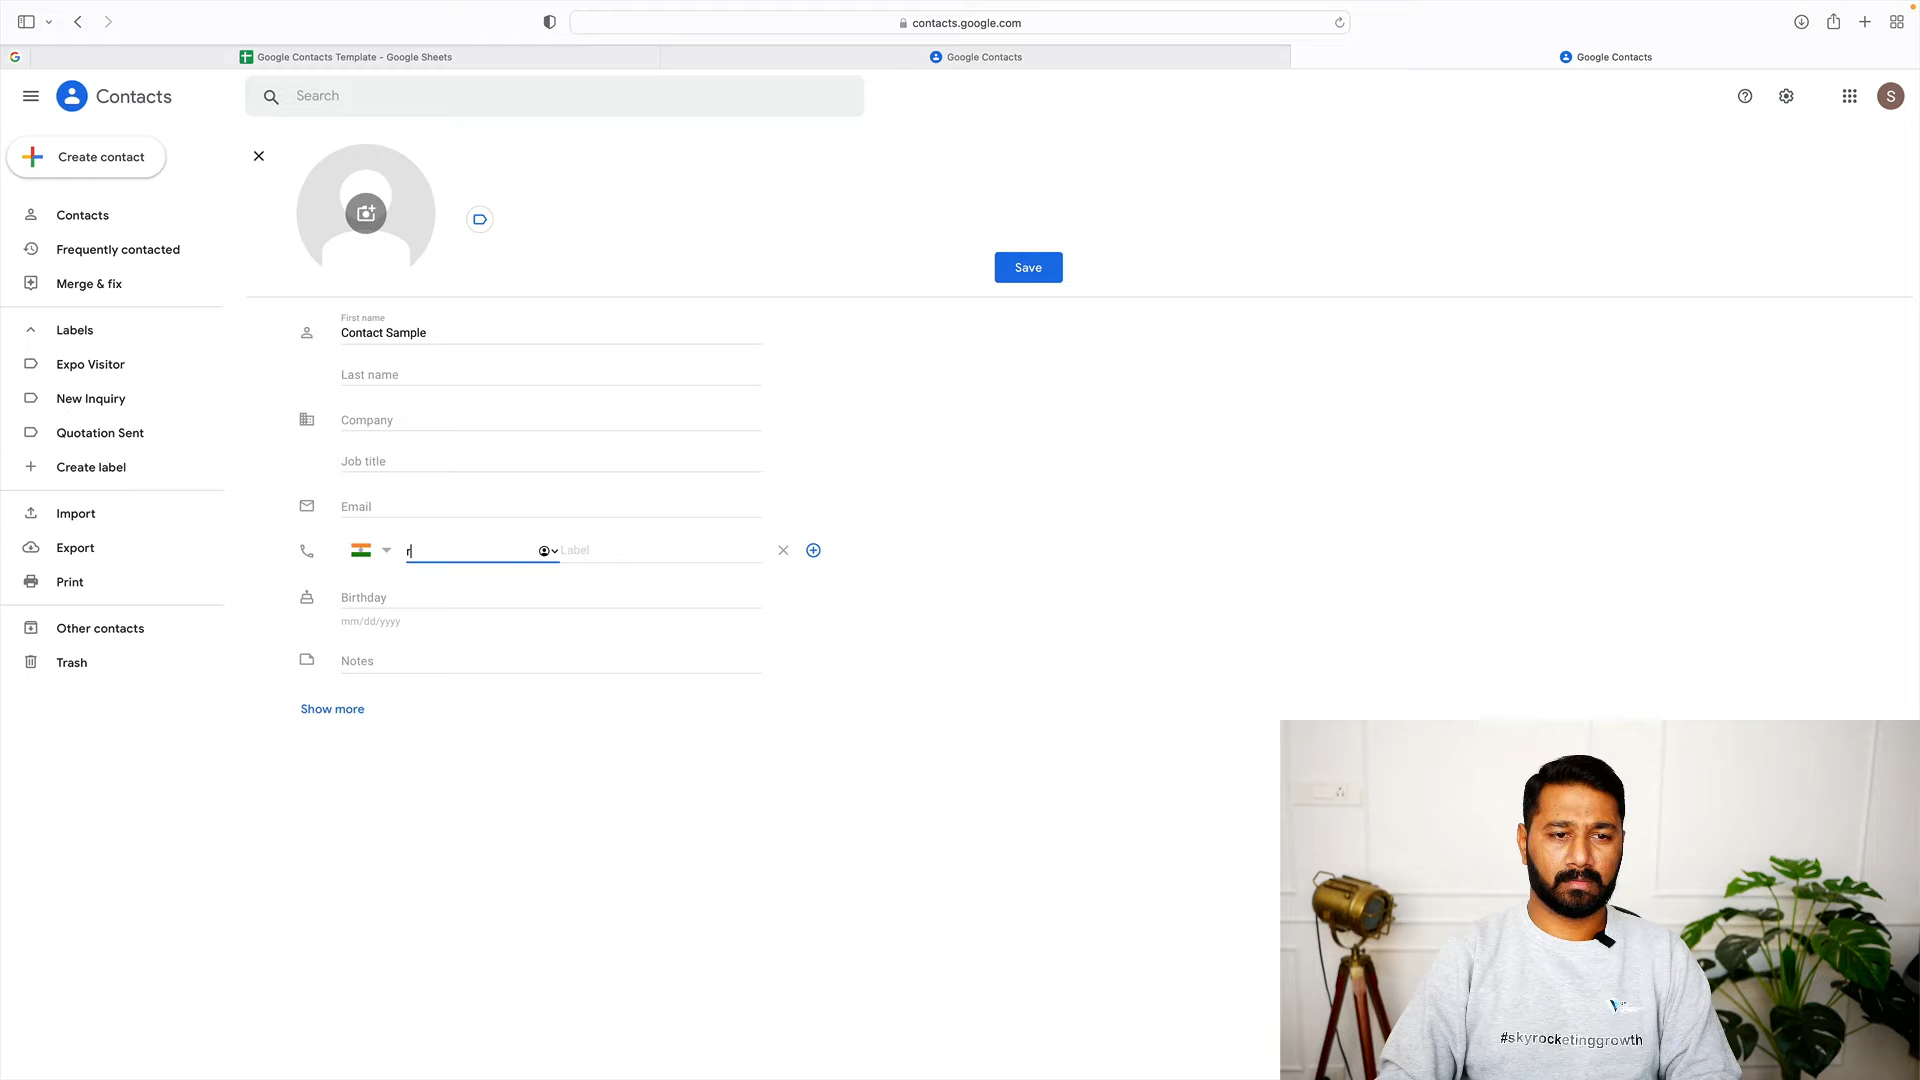 contacts.google.com
Google Contacts Template - Google Sheets
Google Contacts
Google Contacts
Contacts
Search
S
Create contact
Contacts
Frequently contacted
Merge & fix
Labels
Expo Visitor
New Inquiry
Quotation Sent
Create label
Import
Export
Print
Other contacts
Trash
Save
First name
Contact Sample
Last name
Company
Job title
Email
r
Label
Birthday
mm/dd/yyyy
Notes
Show more
#skyrocketinggrowth